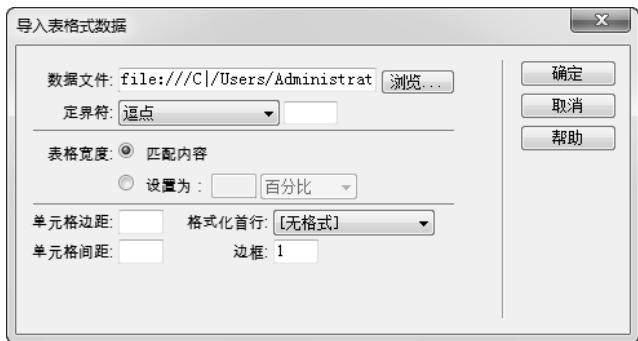 导入表格式数据
数据文件: file:///C|/Users/Administrat 浏览... 确定
定界符: 逗点 取消
帮助
表格宽度: 匹配内容
设置为: 百分比
单元格边距: 格式化首行: [无格式]
单元格间距: 边框: 1